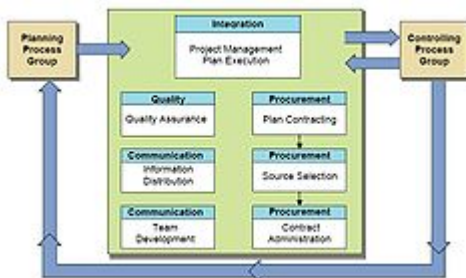 Integration
Project Management
Plan Execution
Planning
Process
Group
Controlling
Process
Group
Quality
Quality Assurance
Procurement
Plan Contracting
Communication
Information
Distribution
Procurement
Source Selection
Communication
Team
Development
Procurement
Contract
Administration